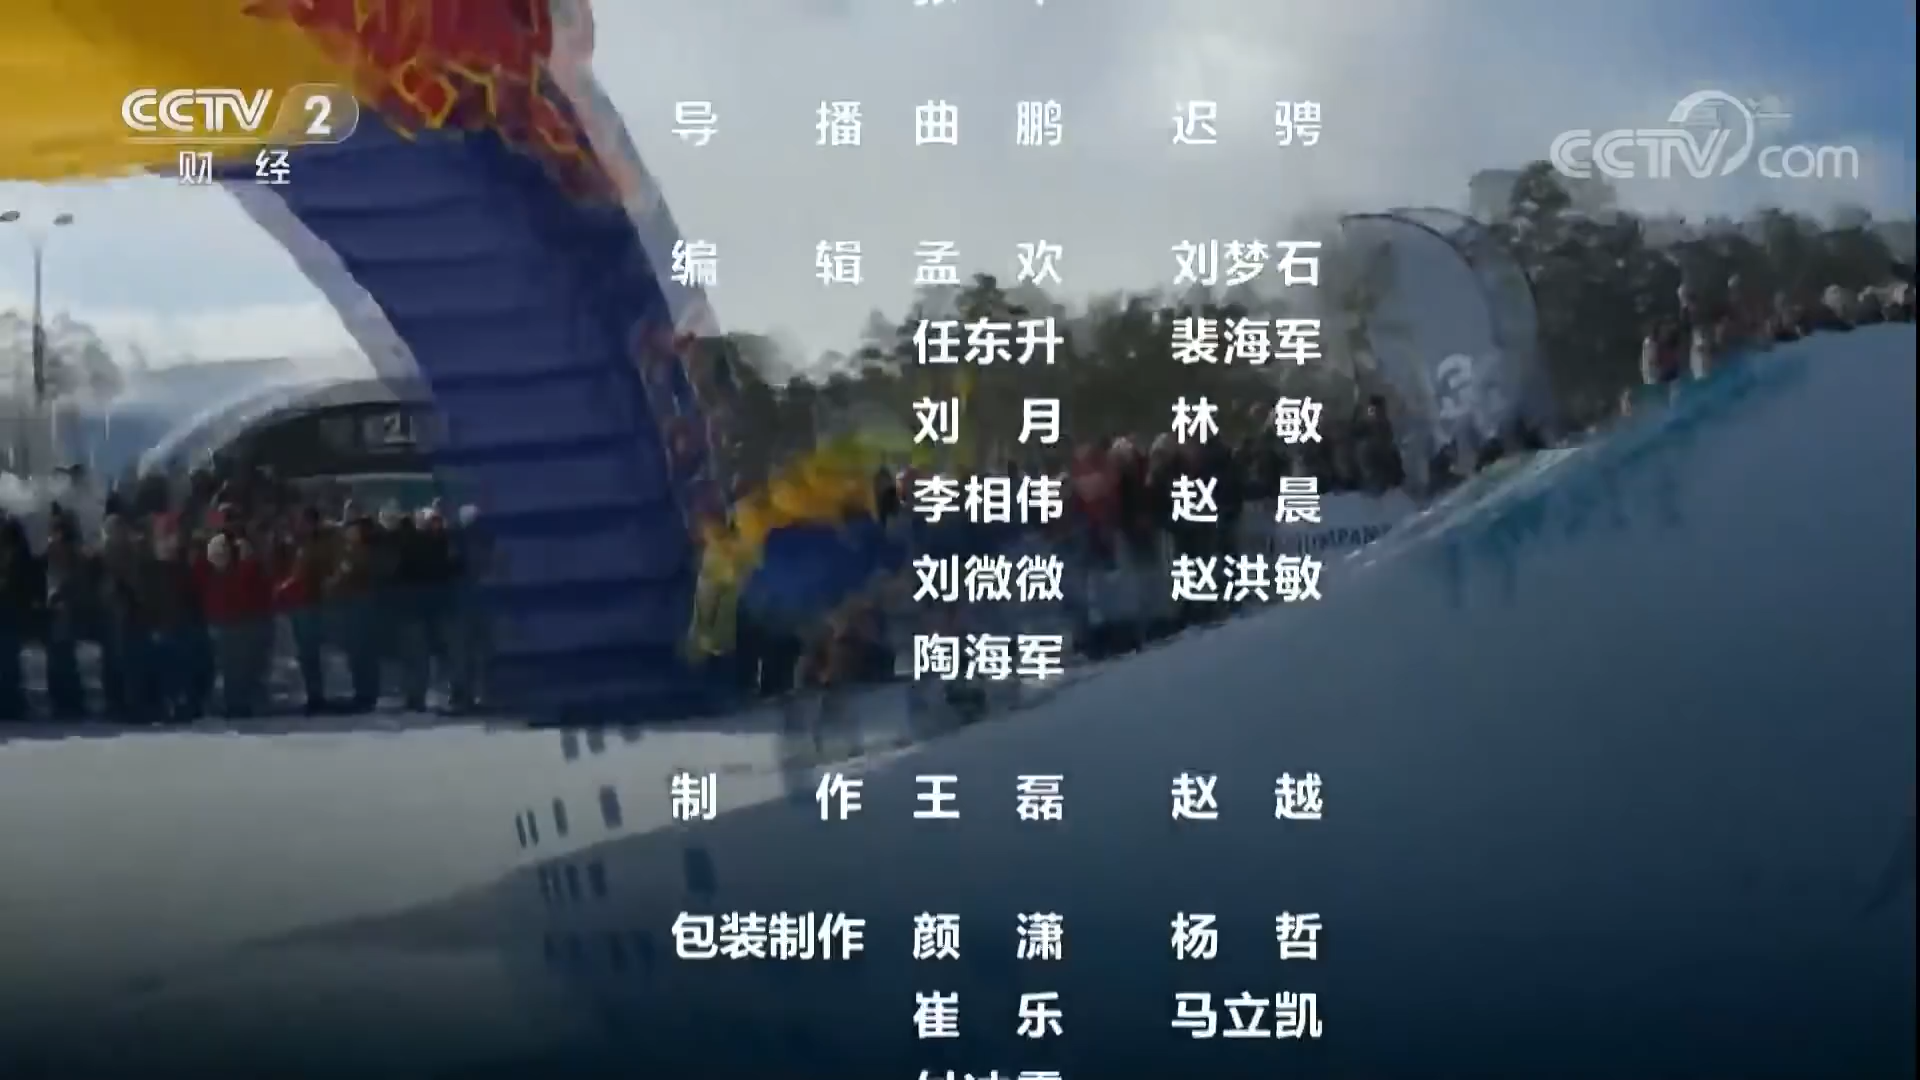 CCTV 2
财 经
CCTV com
导 播 曲 鹏 迟 骋
编 辑 孟 欢 刘梦石
任东升 裴海军
刘 月 林 敏
李相伟 赵 晨
刘微微 赵洪敏
陶海军
制 作 王 磊 赵 越
包装制作 颜 潇 杨 哲
崔 乐 马立凯